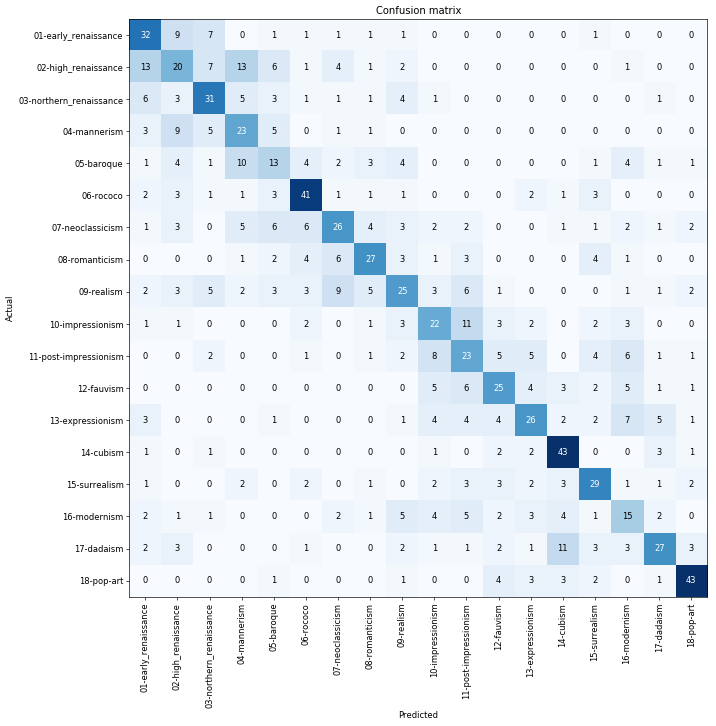 Confusion matrix
Actual
01-early_renaissance 32 9 7 0 1 1 1 1 1 0 0 0 0 0 1 0 0 0
02-high_renaissance 13 20 7 13 6 1 4 1 2 0 0 0 0 0 0 1 0 0
03-northern_renaissance 6 3 31 5 3 1 1 1 4 1 0 0 0 0 0 0 1 0
04-mannerism 3 9 5 23 5 0 1 1 0 0 0 0 0 0 0 0 0 0
05-baroque 1 4 1 10 13 4 2 3 4 0 0 0 0 0 1 4 1 1
06-rococo 2 3 1 1 3 41 1 1 1 0 0 0 2 1 3 0 0 0
07-neoclassicism 1 3 0 5 6 6 26 4 3 2 2 0 0 1 1 2 1 2
08-romanticism 0 0 0 1 2 4 6 27 3 1 3 0 0 0 4 1 0 0
09-realism 2 3 5 2 3 3 9 5 25 3 6 1 0 0 0 1 1 2
10-impressionism 1 1 0 0 0 2 0 1 3 22 11 3 2 0 2 3 0 0
11-post-impressionism 0 0 2 0 0 1 0 1 2 8 23 5 5 0 4 6 1 1
12-fauvism 0 0 0 0 0 0 0 0 0 5 6 25 4 3 2 5 1 1
13-expressionism 3 0 0 0 1 0 0 0 1 4 4 4 26 2 2 7 5 1
14-cubism 1 0 1 0 0 0 0 0 0 1 0 2 2 43 0 0 3 1
15-surrealism 1 0 0 2 0 2 0 1 0 2 3 3 2 3 29 1 1 2
16-modernism 2 1 1 0 0 0 2 1 5 4 5 2 3 4 1 15 2 0
17-dadaism 2 3 0 0 0 1 0 0 2 1 1 2 1 11 3 3 27 3
18-pop-art 0 0 0 0 1 0 0 0 1 0 0 4 3 3 2 0 1 43
01-early_renaissance
02-high_renaissance
03-northern_renaissance
04-mannerism
05-baroque
06-rococo
07-neoclassicism
08-romanticism
09-realism
10-impressionism
11-post-impressionism
12-fauvism
13-expressionism
14-cubism
15-surrealism
16-modernism
17-dadaism
18-pop-art
Predicted